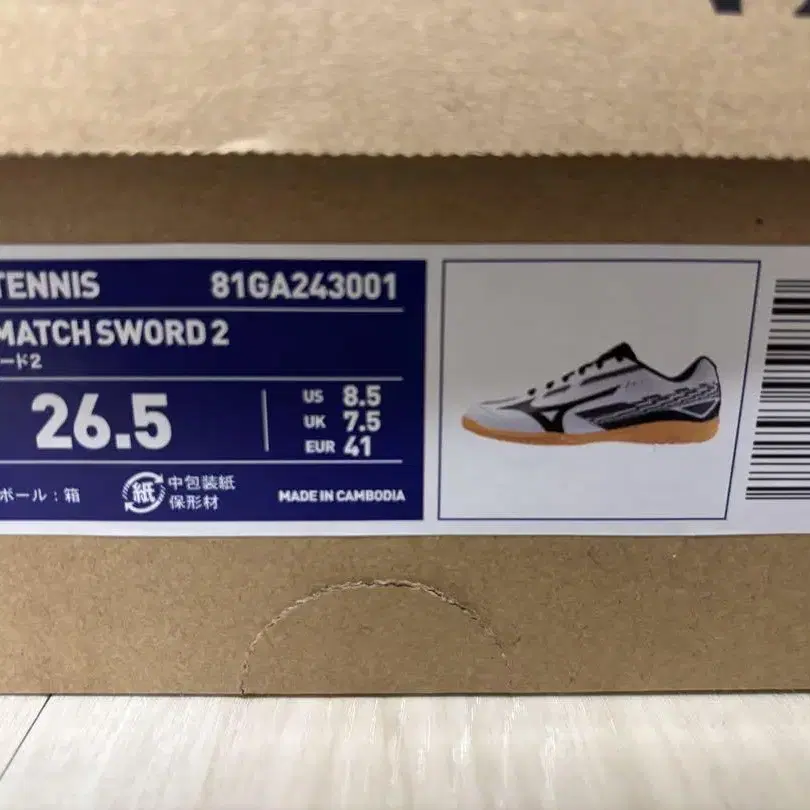 TENNIS 81GA243001
MATCH SWORD 2
ード2
26.5
US 8.5
UK 7.5
EUR 41
ボール：箱
紙 中包装紙
保形材
MADE IN CAMBODIA